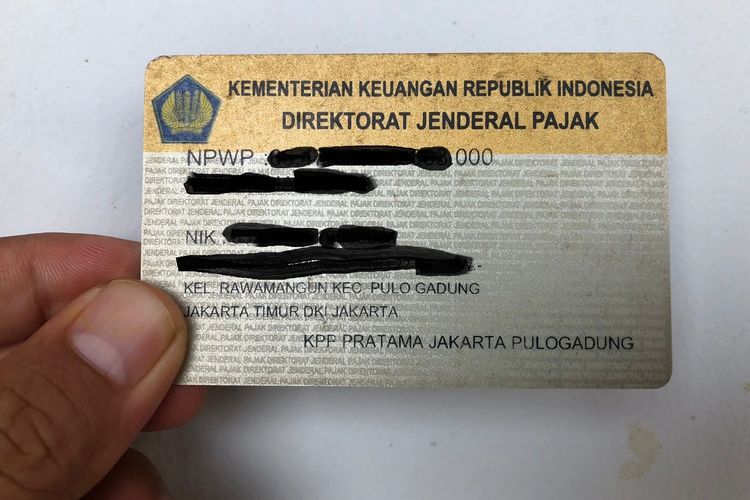 KEMENTERIAN KEUANGAN REPUBLIK INDONESIA
DIREKTORAT JENDERAL PAJAK
NPWP : .000
NIK :
KEL. RAWAMANGUN KEC. PULO GADUNG
JAKARTA TIMUR DKI JAKARTA
KPP PRATAMA JAKARTA PULOGADUNG